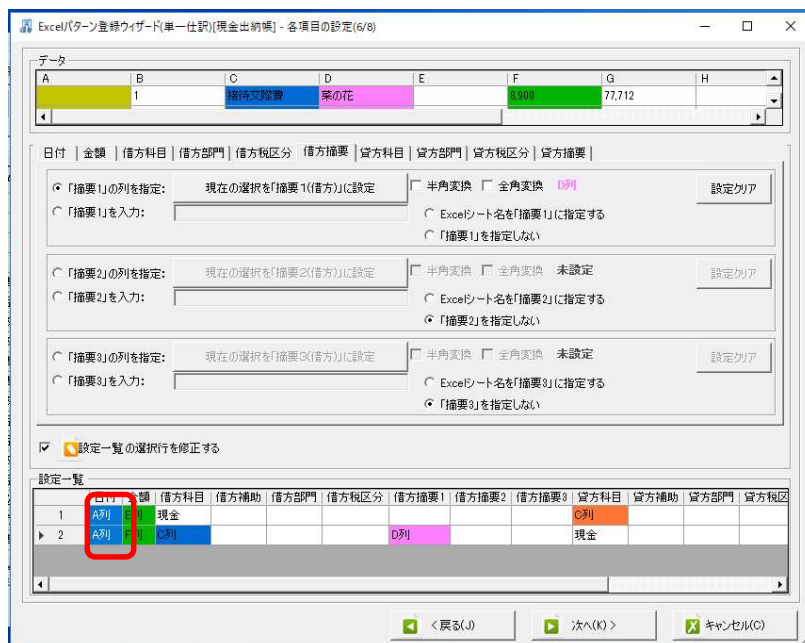 Excelパターン登録ウィザード(単一仕訳)[現金出納帳] - 各項目の設定(6/8)
データ
A B C D E F G H
1 接待交際費 菜の花 8,900 77,712
日付 金額 借方科目 借方部門 借方税区分 借方摘要 貸方科目 貸方部門 貸方税区分 貸方摘要
「摘要1」の列を指定: 現在の選択を「摘要1(借方)」に設定 半角変換 全角変換 D列 設定クリア
「摘要1」を入力: Excelシート名を「摘要1」に指定する
「摘要1」を指定しない
「摘要2」の列を指定: 現在の選択を「摘要2(借方)」に設定 半角変換 全角変換 未設定 設定クリア
「摘要2」を入力: Excelシート名を「摘要2」に指定する
「摘要2」を指定しない
「摘要3」の列を指定: 現在の選択を「摘要3(借方)」に設定 半角変換 全角変換 未設定 設定クリア
「摘要3」を入力: Excelシート名を「摘要3」に指定する
「摘要3」を指定しない
設定一覧の選択行を修正する
設定一覧
日付 金額 借方科目 借方補助 借方部門 借方税区分 借方摘要1 借方摘要2 借方摘要3 貸方科目 貸方補助 貸方部門 貸方税区
1 A列 E列 現金 C列
2 A列 F列 C列 D列 現金
< 戻る(J) 次へ(K) > キャンセル(C)